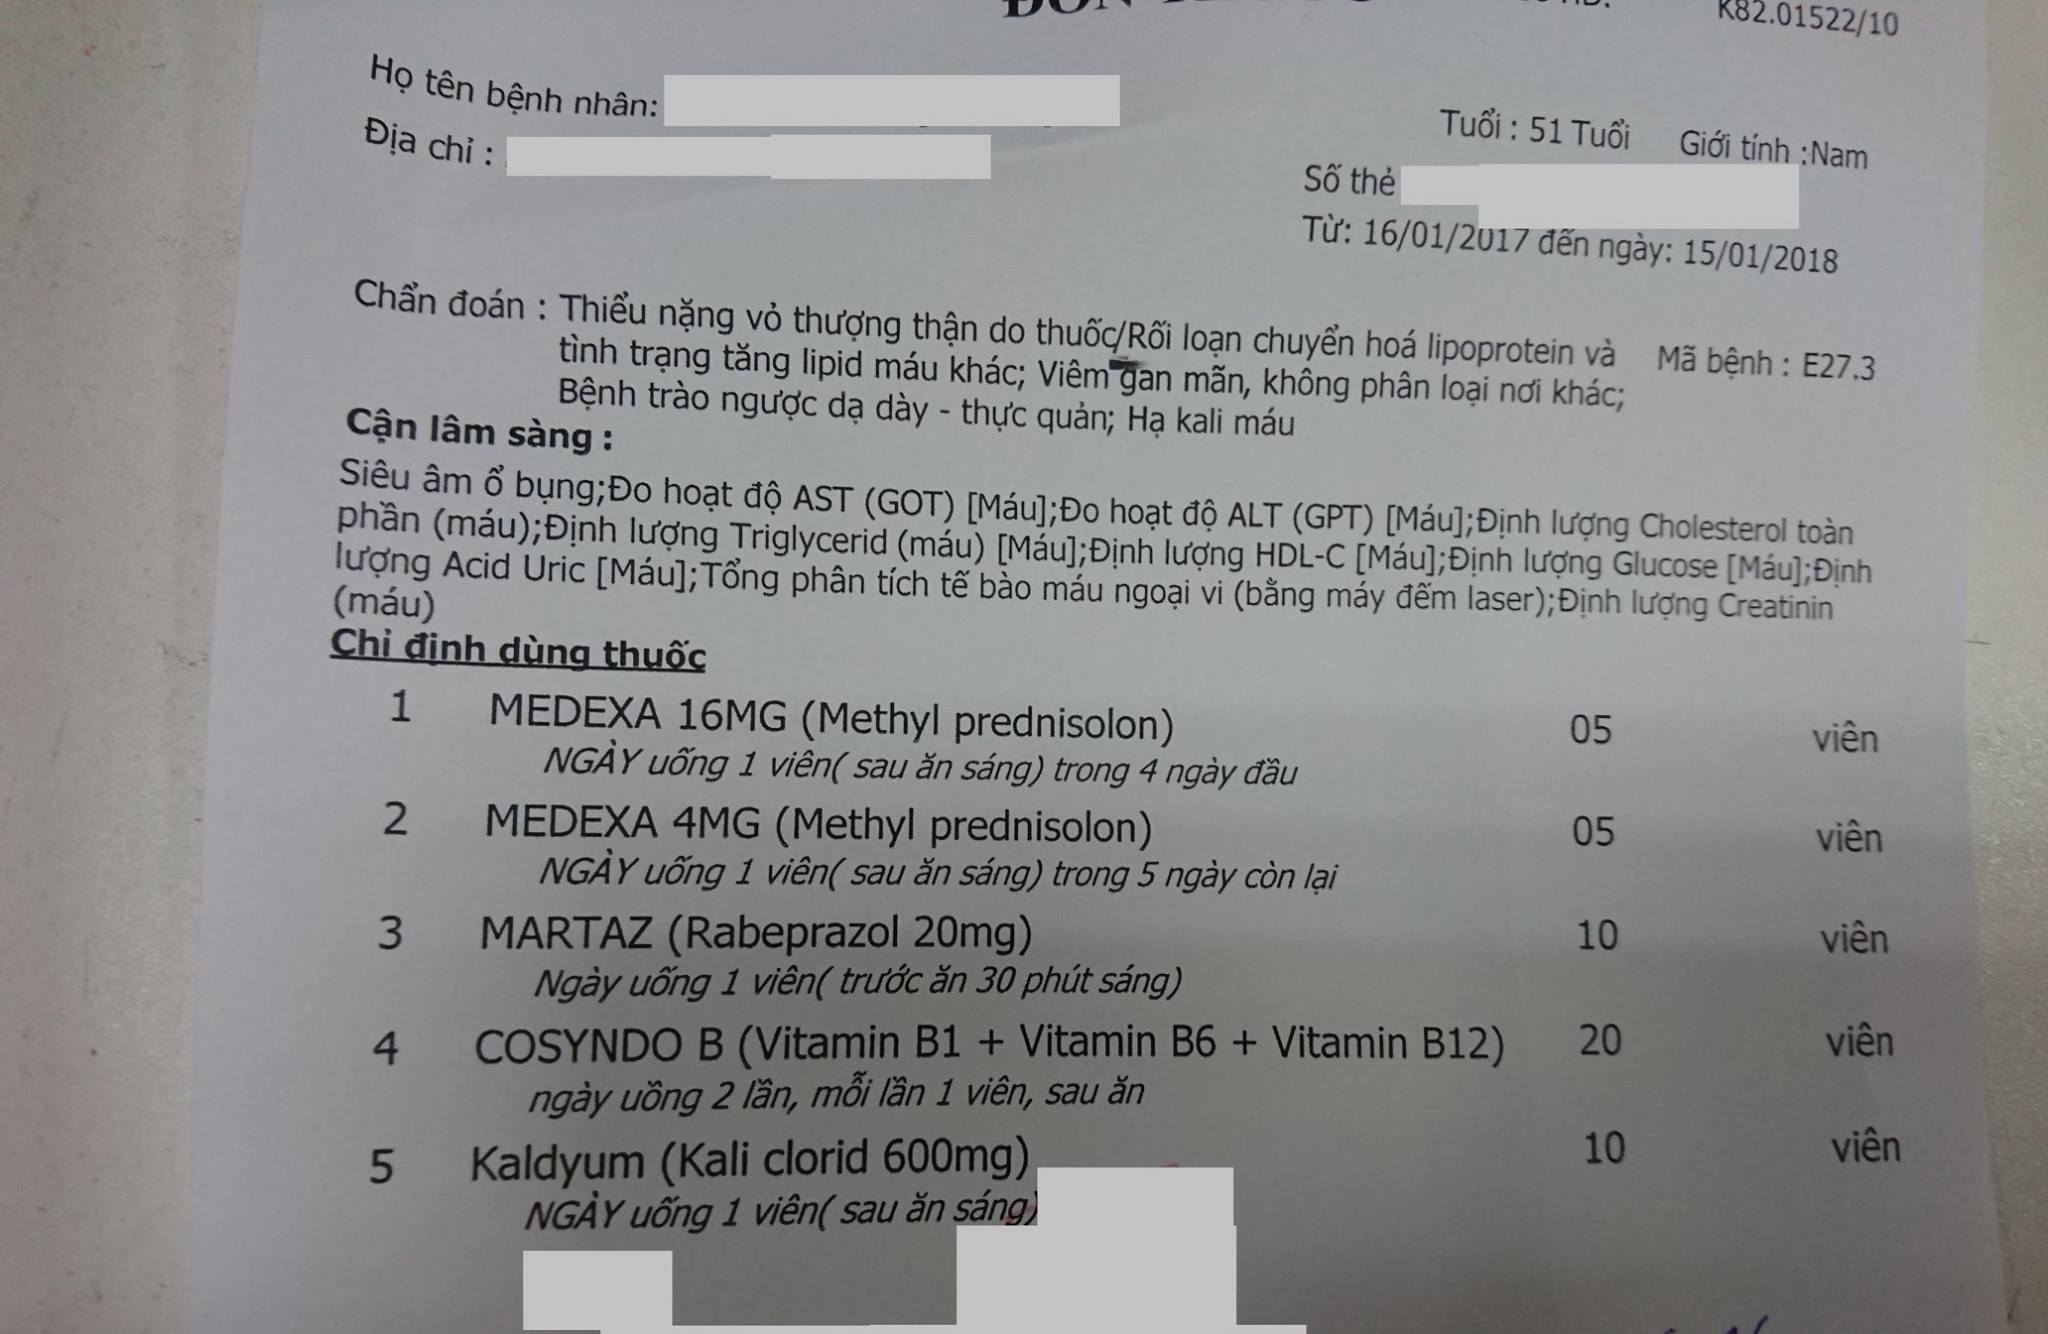 K82.01522/10
Họ tên bệnh nhân:
Tuổi : 51 Tuổi Giới tính :Nam
Địa chỉ :
Số thẻ
Từ: 16/01/2017 đến ngày: 15/01/2018
Chẩn đoán : Thiểu nặng vỏ thượng thận do thuốc/Rối loạn chuyển hoá lipoprotein và Mã bệnh : E27.3
tình trạng tăng lipid máu khác; Viêm gan mãn, không phân loại nơi khác;
Bệnh trào ngược dạ dày - thực quản; Hạ kali máu
Cận lâm sàng :
Siêu âm ổ bụng;Đo hoạt độ AST (GOT) [Máu];Đo hoạt độ ALT (GPT) [Máu];Định lượng Cholesterol toàn
phần (máu);Định lượng Triglycerid (máu) [Máu];Định lượng HDL-C [Máu];Định lượng Glucose [Máu];Định
lượng Acid Uric [Máu];Tổng phân tích tế bào máu ngoại vi (bằng máy đếm laser);Định lượng Creatinin
(máu)
Chỉ định dùng thuốc
1 MEDEXA 16MG (Methyl prednisolon) 05 viên
NGÀY uống 1 viên( sau ăn sáng) trong 4 ngày đầu
2 MEDEXA 4MG (Methyl prednisolon) 05 viên
NGÀY uống 1 viên( sau ăn sáng) trong 5 ngày còn lại
3 MARTAZ (Rabeprazol 20mg) 10 viên
Ngày uống 1 viên( trước ăn 30 phút sáng)
4 COSYNDO B (Vitamin B1 + Vitamin B6 + Vitamin B12) 20 viên
ngày uồng 2 lần, mỗi lần 1 viên, sau ăn
5 Kaldyum (Kali clorid 600mg) 10 viên
NGÀY uống 1 viên( sau ăn sáng)